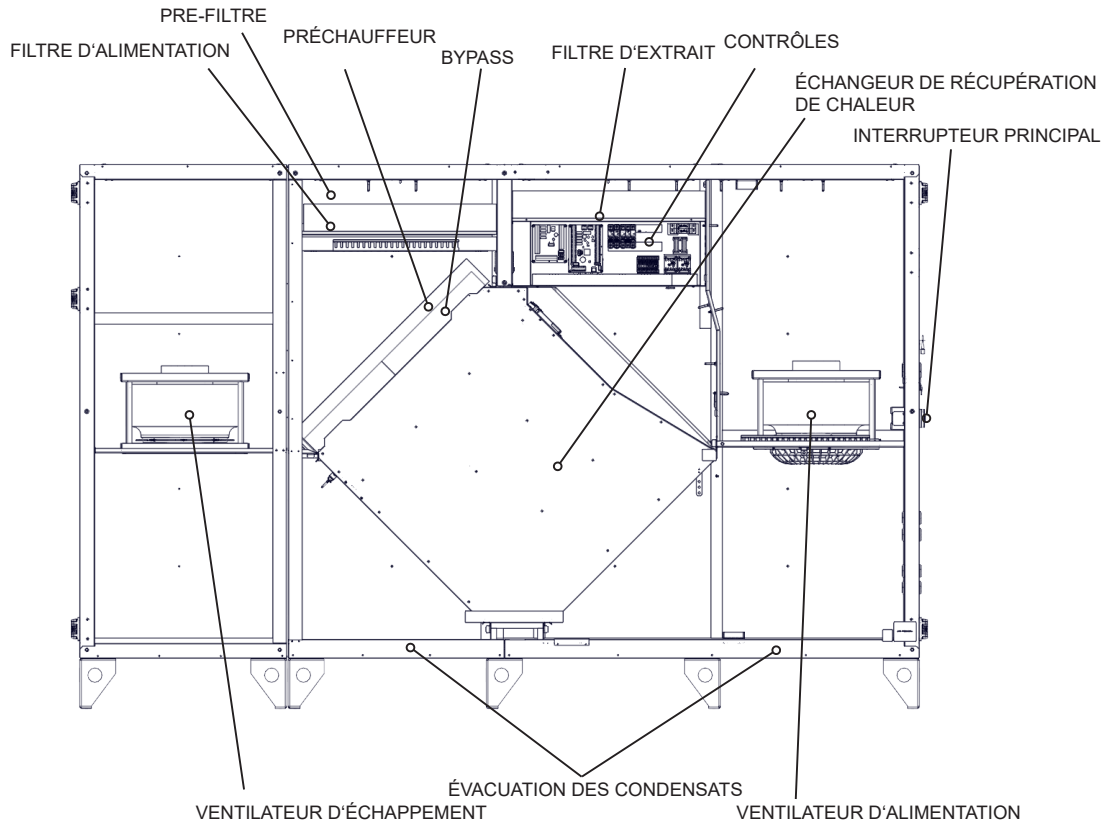 PRE-FILTRE
FILTRE D‘ALIMENTATION
PRÉCHAUFFEUR
BYPASS
FILTRE D‘EXTRAIT
CONTRÔLES
ÉCHANGEUR DE RÉCUPÉRATION
DE CHALEUR
INTERRUPTEUR PRINCIPAL
ÉVACUATION DES CONDENSATS
VENTILATEUR D‘ÉCHAPPEMENT
VENTILATEUR D‘ALIMENTATION